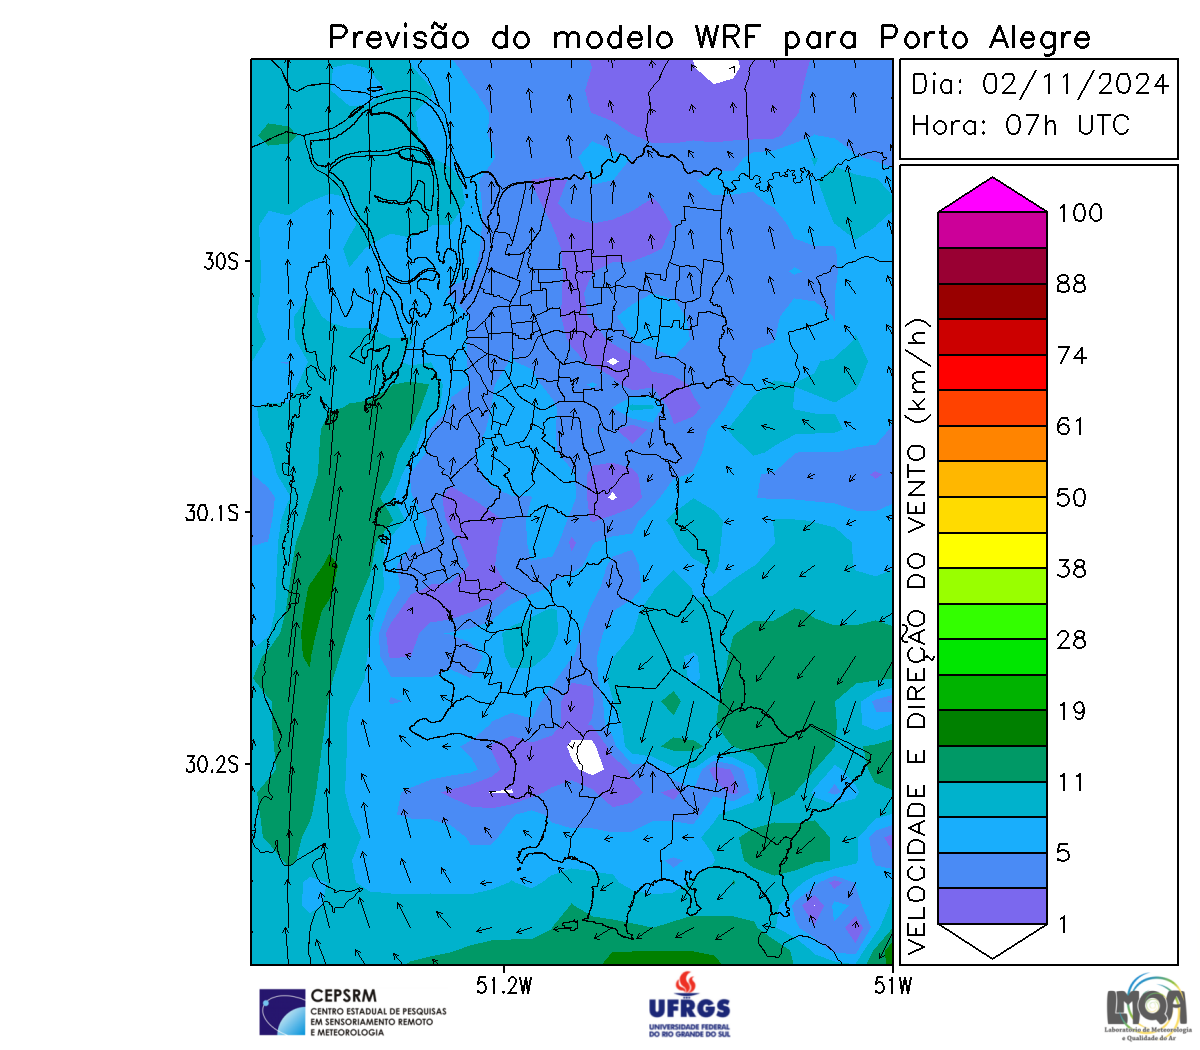 Previsão do modelo WRF para Porto Alegre
Dia: 02/11/2024
Hora: 07h UTC
30S
30.1S
30.2S
51.2W
51W
VELOCIDADE E DIREÇÃO DO VENTO (km/h)
100
88
74
61
50
38
28
19
11
5
1
CEPSRM
CENTRO ESTADUAL DE PESQUISAS
EM SENSORIAMENTO REMOTO
E METEOROLOGIA
UFRGS
UNIVERSIDADE FEDERAL
DO RIO GRANDE DO SUL
LMQA
Laboratório de Meteorologia
e Qualidade do Ar